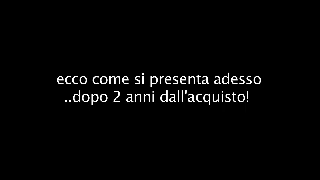 ecco come si presenta adesso
..dopo 2 anni dall'acquisto!